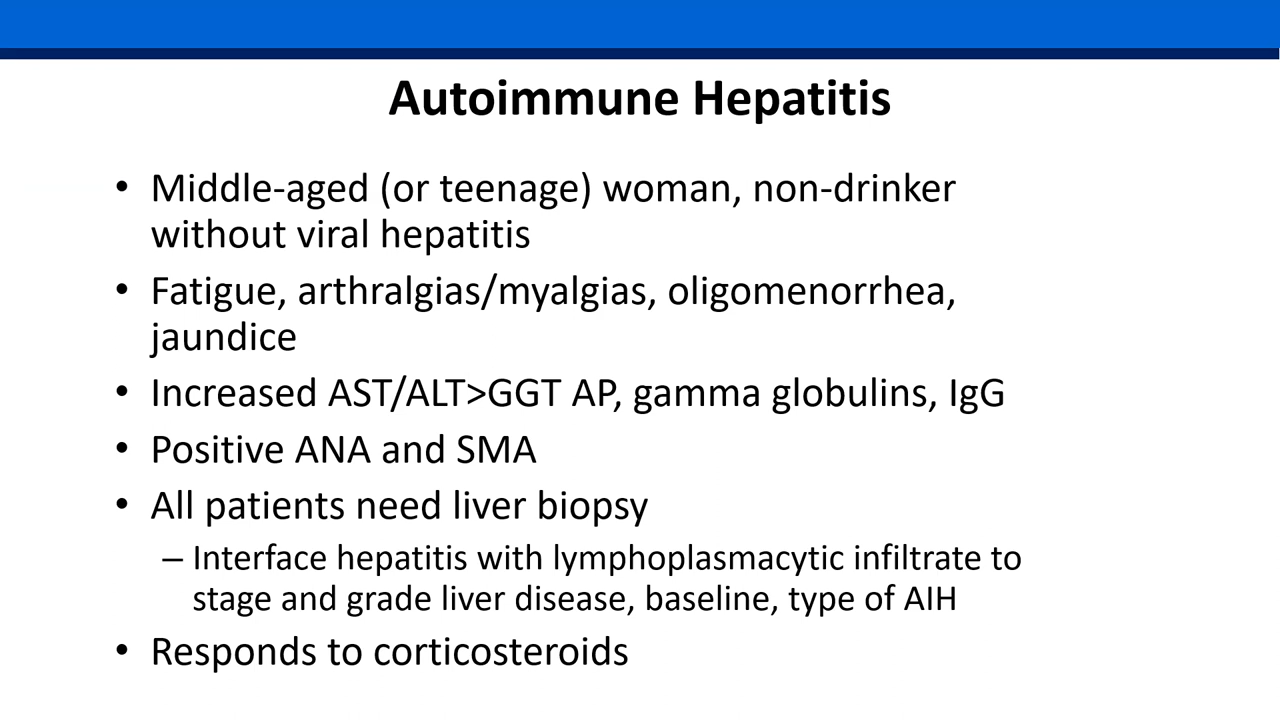 Autoimmune Hepatitis
• Middle-aged (or teenage) woman, non-drinker
without viral hepatitis
• Fatigue, arthralgias/myalgias, oligomenorrhea,
jaundice
• Increased AST/ALT>GGT AP, gamma globulins, IgG
• Positive ANA and SMA
• All patients need liver biopsy
– Interface hepatitis with lymphoplasmacytic infiltrate to
stage and grade liver disease, baseline, type of AIH
• Responds to corticosteroids